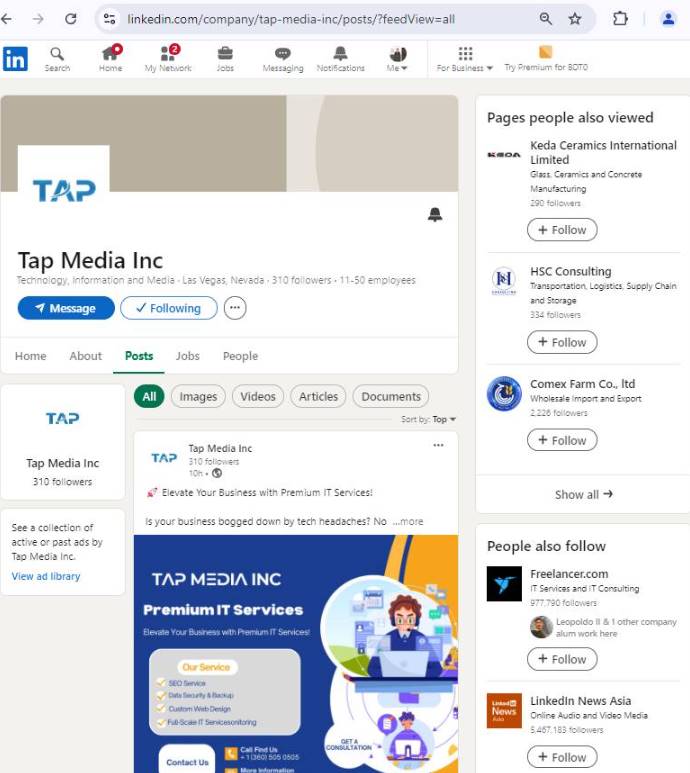 linkedin.com/company/tap-media-inc/posts/?feedView=all
in
Search
Home
2
My Network
Jobs
Messaging
Notifications
Me
For Business
Try Premium for BDT0
TAP
Tap Media Inc
Technology, Information and Media · Las Vegas, Nevada · 310 followers · 11-50 employees
Message
Following
Home
About
Posts
Jobs
People
TAP
Tap Media Inc
310 followers
See a collection of
active or past ads by
Tap Media Inc.
View ad library
All
Images
Videos
Articles
Documents
Sort by: Top
TAP
Tap Media Inc
310 followers
10h •
🚀 Elevate Your Business with Premium IT Services!
Is your business bogged down by tech headaches? No ...more
TAP MEDIA INC
Premium IT Services
Elevate Your Business with Premium IT Services!
Our Service
SEO Service
Data Security & Backup
Custom Web Design
Full-Scale IT Servicesonitoring
Contact Us
Call Find Us
+1(360) 505 0505
More Information
GET A
CONSULTATION
Pages people also viewed
KEDA
Keda Ceramics International
Limited
Glass, Ceramics and Concrete
Manufacturing
290 followers
+ Follow
HSC Consulting
Transportation, Logistics, Supply Chain
and Storage
334 followers
+ Follow
Comex Farm Co., ltd
Wholesale Import and Export
2,226 followers
+ Follow
Show all →
People also follow
Freelancer.com
IT Services and IT Consulting
977,790 followers
Leopoldo II & 1 other company
alum work here
+ Follow
LinkedIn
News
Asia
LinkedIn News Asia
Online Audio and Video Media
5,467,183 followers
+ Follow